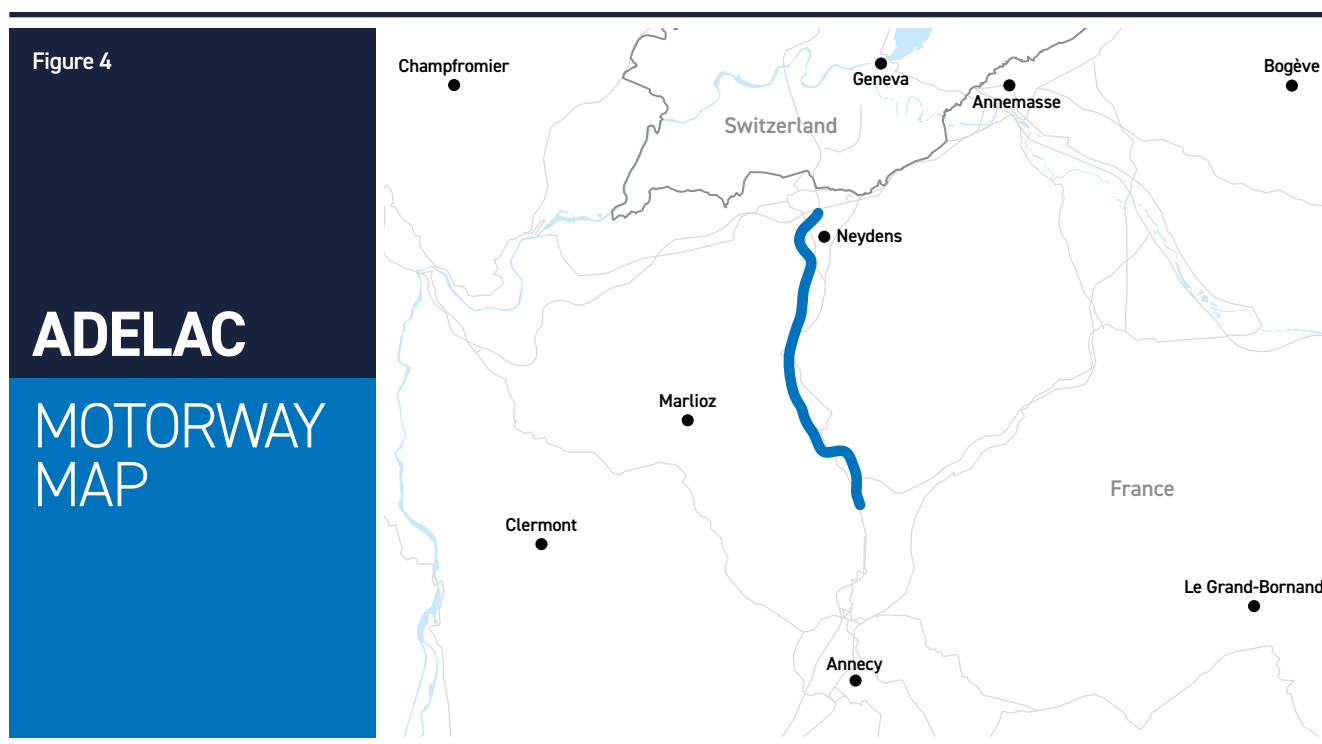 Figure 4
ADELAC
MOTORWAY
MAP
Champfromier
Geneva
Bogève
Annemasse
Switzerland
Neydens
Marlioz
France
Clermont
Le Grand-Bornand
Annecy